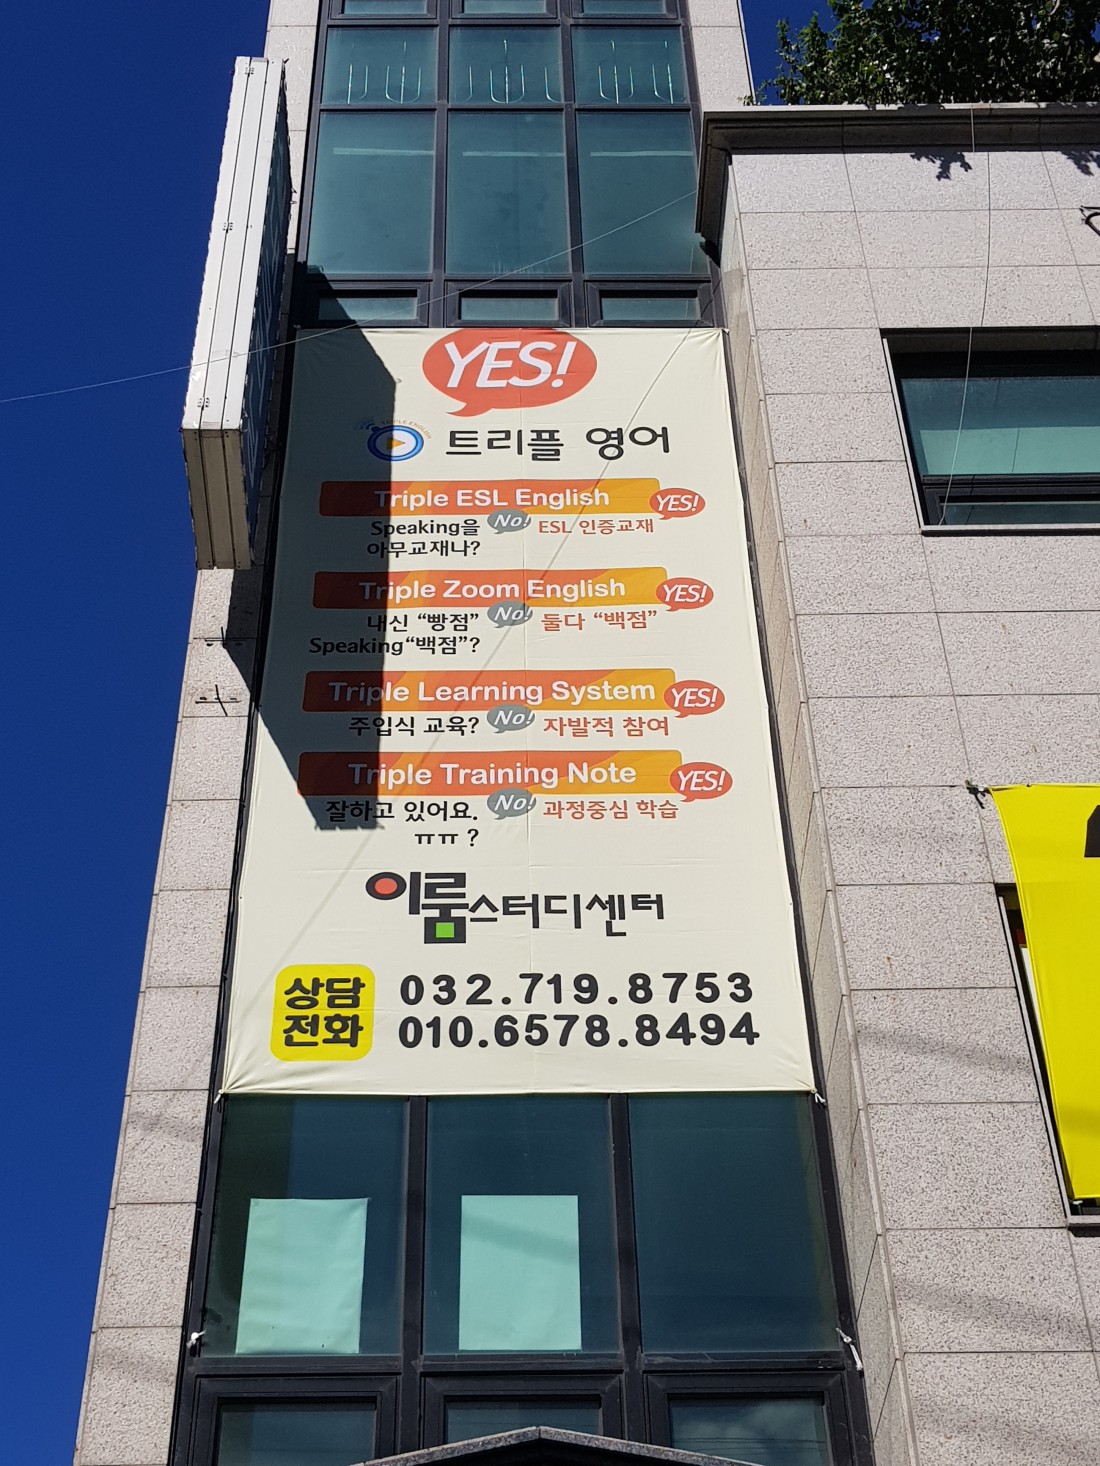 YES!
TRIPLE ENGLISH
트리플 영어
Triple ESL English YES!
Speaking을 No! ESL 인증교재
아무교재나?
Triple Zoom English YES!
내신 “빵점” No! 둘다 “백점”
Speaking“백점”?
Triple Learning System YES!
주입식 교육? No! 자발적 참여
Triple Training Note YES!
잘하고 있어요. No! 과정중심 학습
ㅠㅠ ?
이룸스터디센터
상담 032.719.8753
전화 010.6578.8494